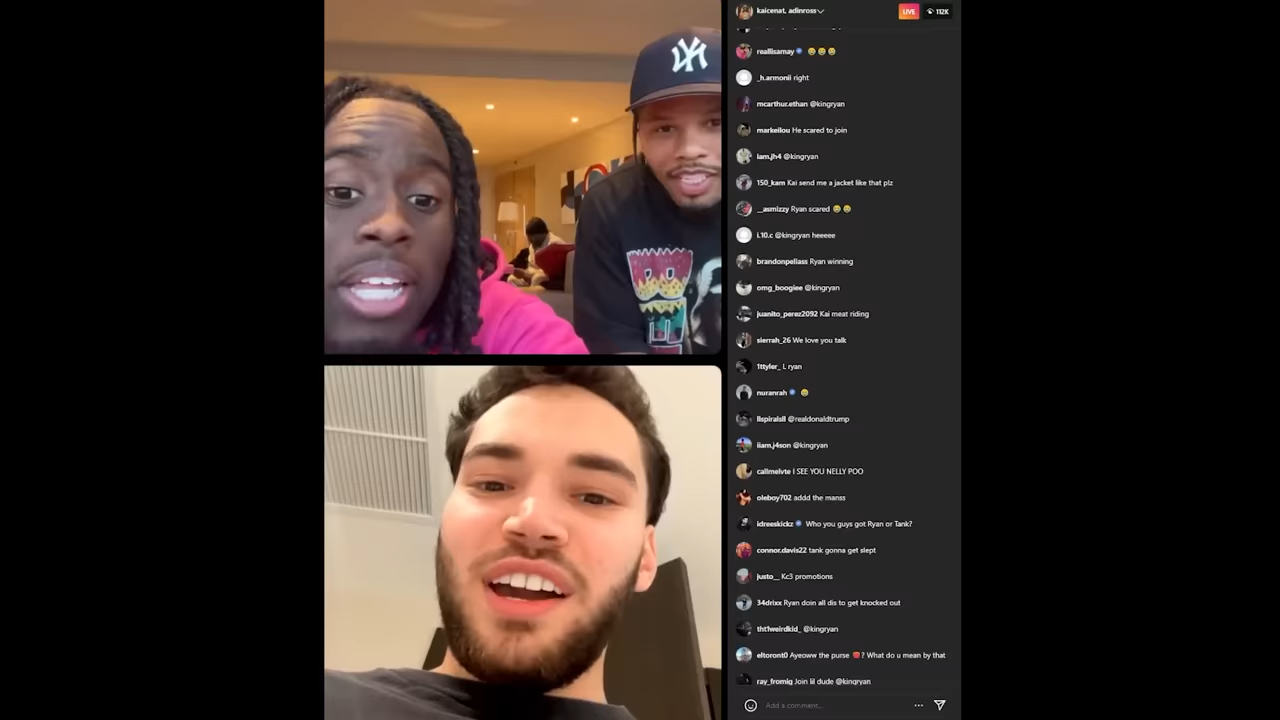 NY
kaicenat, adinross
LIVE 112K
reallisamay 😂😂😂
_h.armonii right
mcarthur.ethan @kingryan
markeilou He scared to join
iam.jh4 @kingryan
150_kam Kai send me a jacket like that plz
__asmizzy Ryan scared 😂😂
i.10.c @kingryan heeeee
brandonpeliass Ryan winning
omg_boogiee @kingryan
juanito_perez2092 Kai meat riding
sierrah_26 We love you talk
1ttyler_ L ryan
nuranrah 😂
@realdonaldtrump
iiam.j4son @kingryan
callmelvte I SEE YOU NELLY POO
oleboy702 addd the manss
idreeskickz Who you guys got Ryan or Tank?
connor.davis22 tank gonna get slept
justo__ Kc3 promotions
34drixx Ryan doin all dis to get knocked out
tht1weirdkid_ @kingryan
eltoront0 Ayeoww the purse 👛? What do u mean by that
ray_fromig Join lil dude @kingryan
Add a comment...